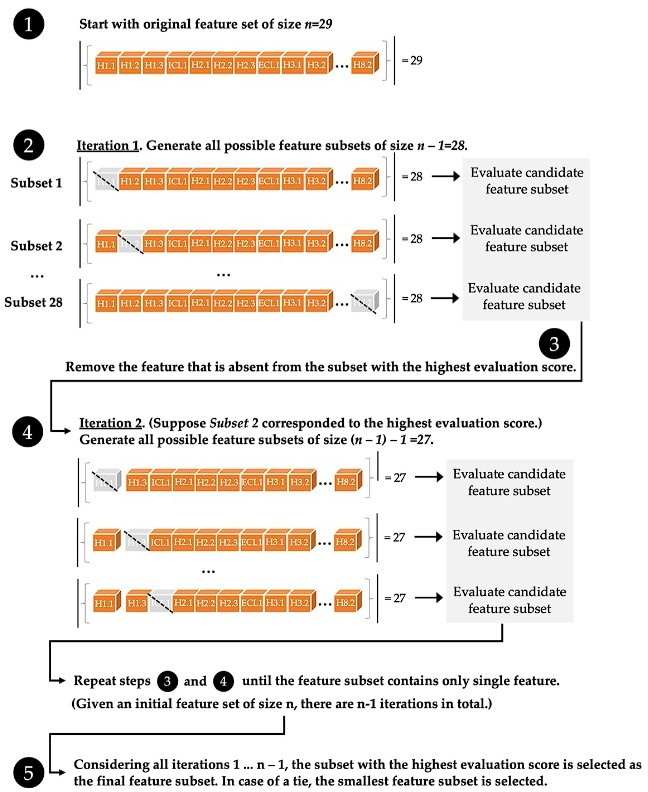 1
Start with original feature set of size n=29
H1.1 H1.2 H1.3 ICL1 H2.1 H2.2 H2.3 ECL1 H3.1 H3.2 ... H8.2 = 29
2
Iteration 1. Generate all possible feature subsets of size n – 1=28.
Subset 1
H1.2 H1.3 ICL1 H2.1 H2.2 H2.3 ECL1 H3.1 H3.2 ... H8.2 = 28
Evaluate candidate
feature subset
Subset 2
H1.1 H1.3 ICL1 H2.1 H2.2 H2.3 ECL1 H3.1 H3.2 ... H8.2 = 28
Evaluate candidate
feature subset
...
...
Subset 28
H1.1 H1.2 H1.3 ICL1 H2.1 H2.2 H2.3 ECL1 H3.1 H3.2 ... = 28
Evaluate candidate
feature subset
3
Remove the feature that is absent from the subset with the highest evaluation score.
4
Iteration 2. (Suppose Subset 2 corresponded to the highest evaluation score.)
Generate all possible feature subsets of size (n – 1) – 1 =27.
H1.3 ICL1 H2.1 H2.2 H2.3 ECL1 H3.1 H3.2 ... H8.2 = 27
Evaluate candidate
feature subset
H1.1 ICL1 H2.1 H2.2 H2.3 ECL1 H3.1 H3.2 ... H8.2 = 27
Evaluate candidate
feature subset
...
H1.1 H1.3 H2.1 H2.2 H2.3 ECL1 H3.1 H3.2 ... H8.2 = 27
Evaluate candidate
feature subset
Repeat steps 3 and 4 until the feature subset contains only single feature.
(Given an initial feature set of size n, there are n-1 iterations in total.)
5
Considering all iterations 1 ... n – 1, the subset with the highest evaluation score is selected as
the final feature subset. In case of a tie, the smallest feature subset is selected.